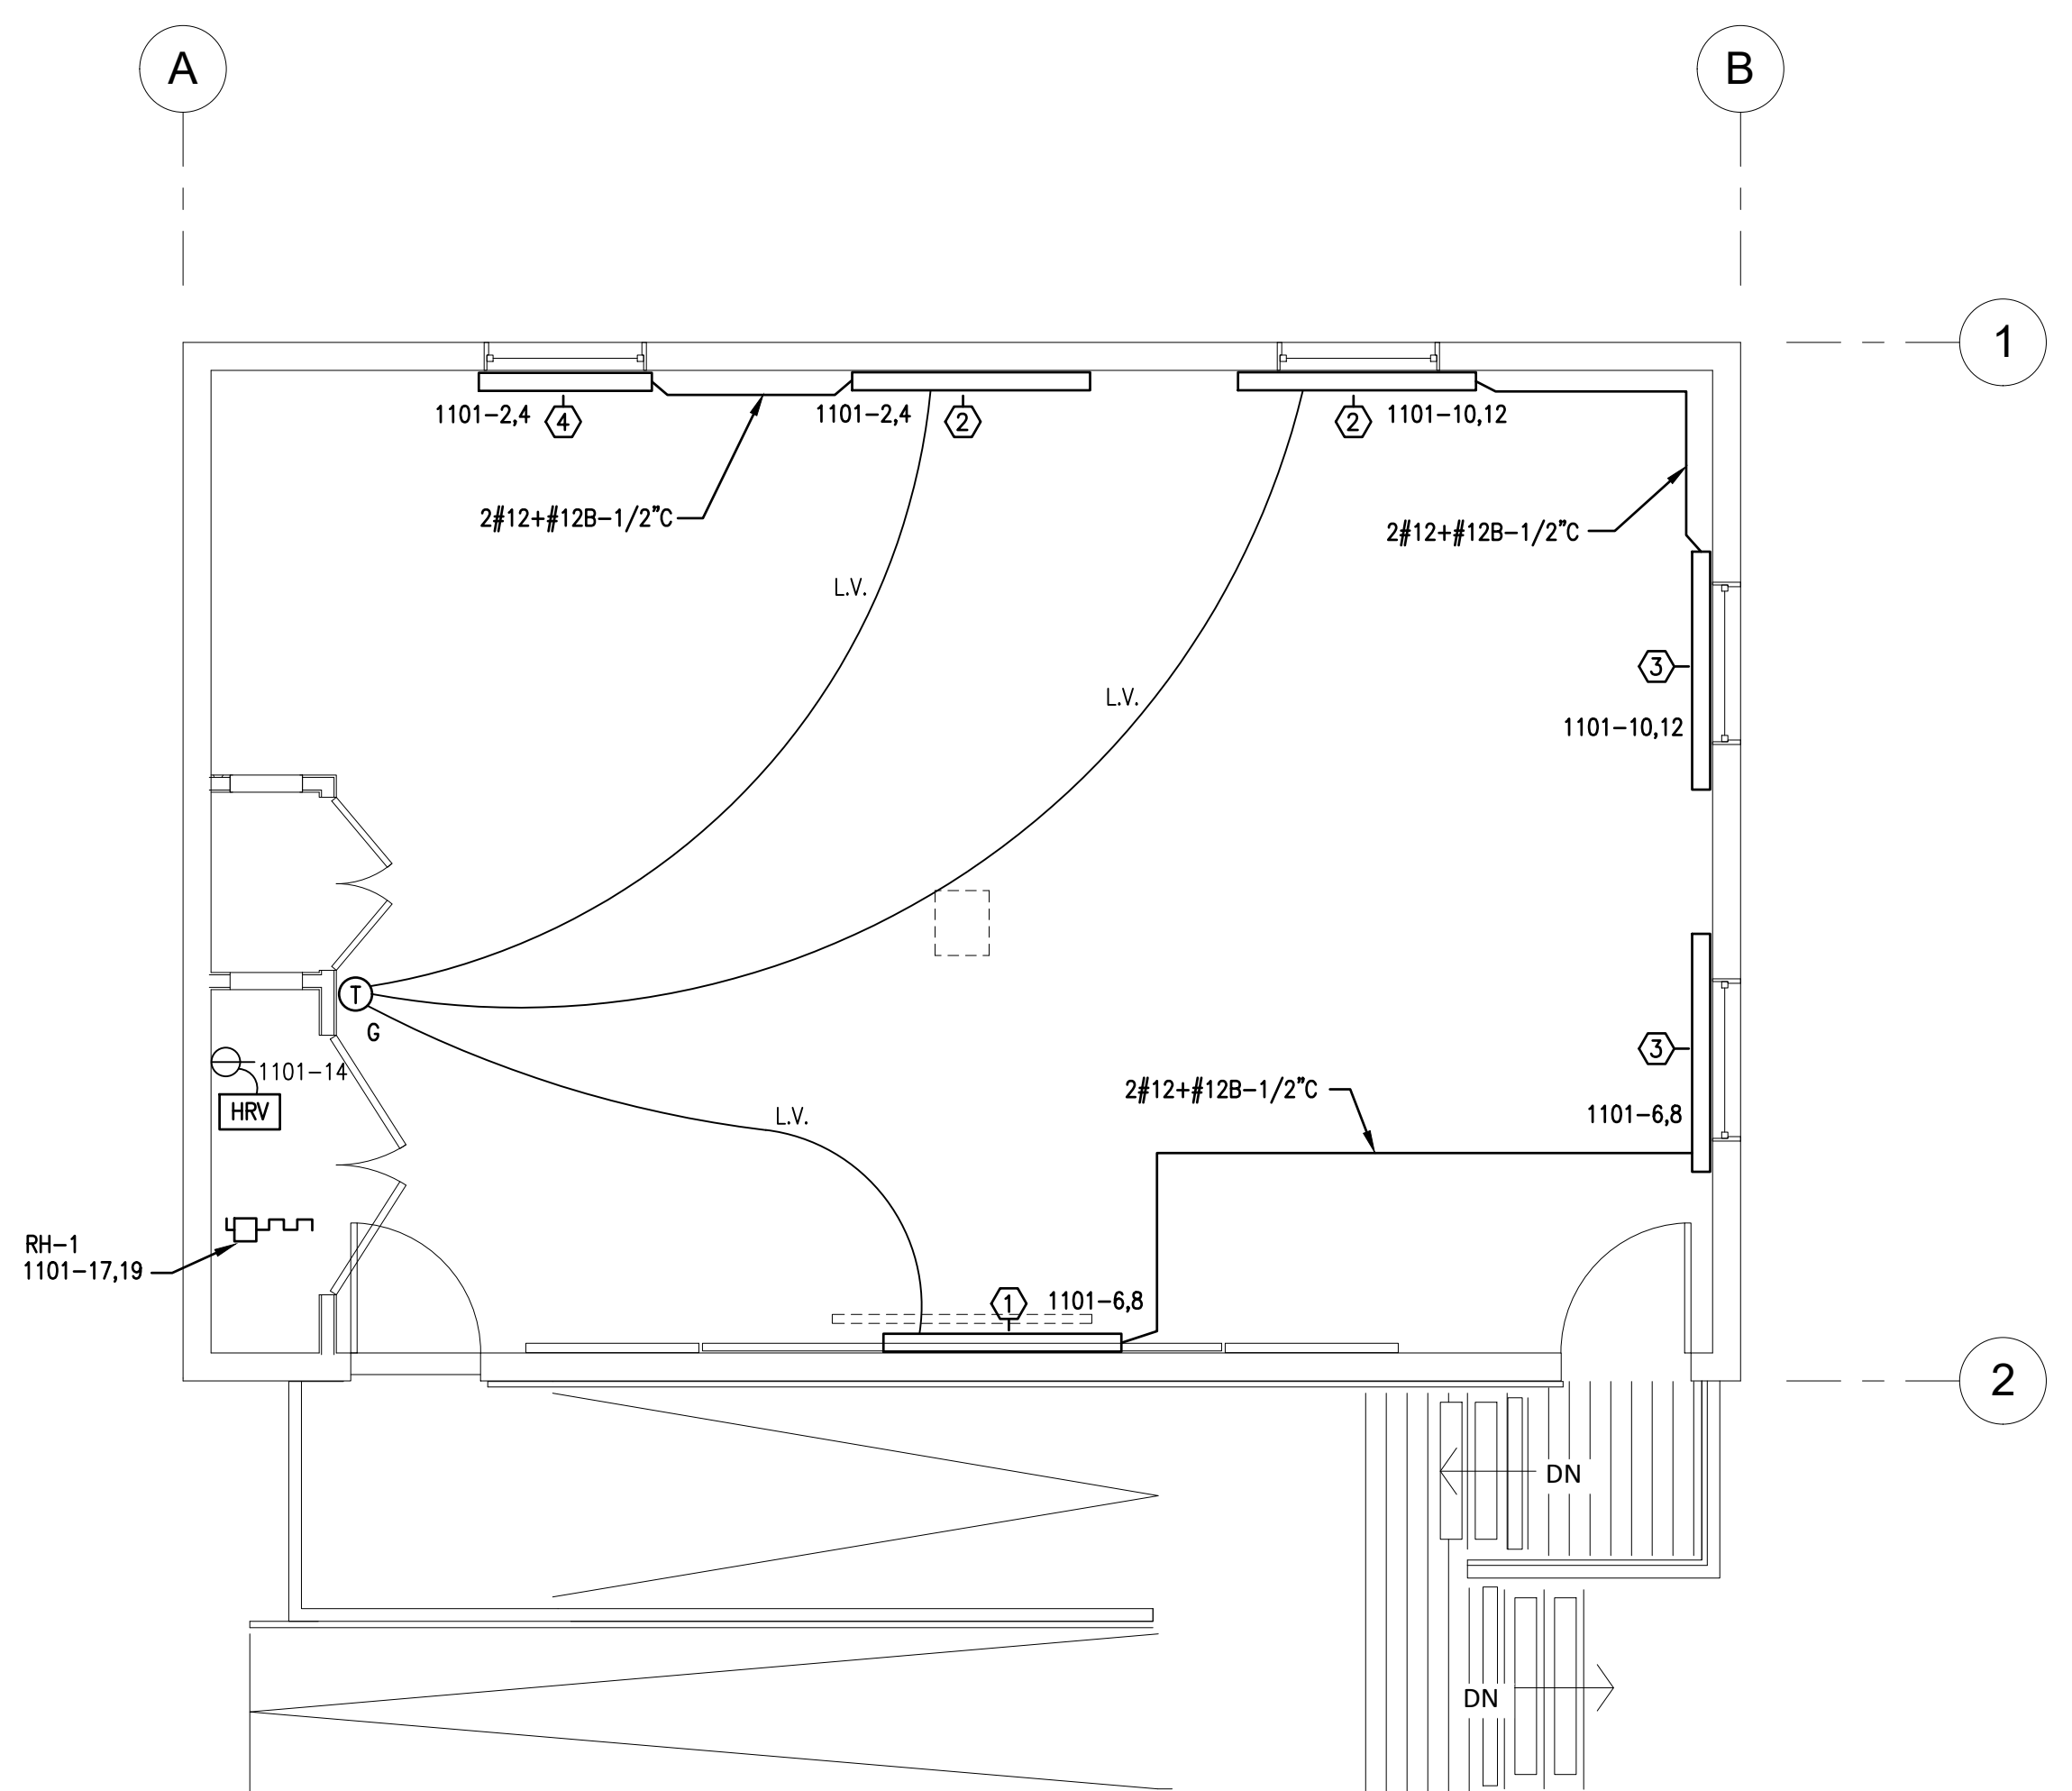 A
B
1
1101-2,4
4
1101-2,4
2
2
1101-10,12
2#12+#12B-1/2"C
2#12+#12B-1/2"C
L.V.
3
L.V.
1101-10,12
T
G
3
1101-14
HRV
2#12+#12B-1/2"C
1101-6,8
L.V.
RH-1
1101-17,19
1
1101-6,8
2
DN
DN